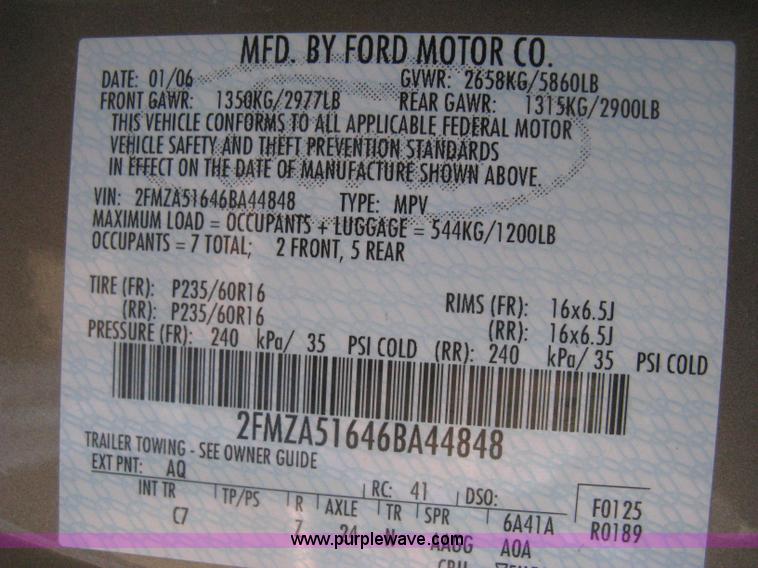 MFD. BY FORD MOTOR CO.
DATE: 01/06 GVWR: 2658KG/5860LB
FRONT GAWR: 1350KG/2977LB REAR GAWR: 1315KG/2900LB
THIS VEHICLE CONFORMS TO ALL APPLICABLE FEDERAL MOTOR
VEHICLE SAFETY AND THEFT PREVENTION STANDARDS
IN EFFECT ON THE DATE OF MANUFACTURE SHOWN ABOVE.
VIN: 2FMZA51646BA44848 TYPE: MPV
MAXIMUM LOAD = OCCUPANTS + LUGGAGE = 544KG/1200LB
OCCUPANTS = 7 TOTAL; 2 FRONT, 5 REAR
TIRE (FR): P235/60R16 RIMS (FR): 16x6.5J
(RR): P235/60R16 (RR): 16x6.5J
PRESSURE (FR): 240 kPa/ 35 PSI COLD (RR): 240 kPa/ 35 PSI COLD
2FMZA51646BA44848
TRAILER TOWING - SEE OWNER GUIDE
EXT PNT: AQ RC: 41 DSO: F0125
INT TR TP/PS R AXLE TR SPR 6A41A R0189
C7 7 24 AAGG A0A
www.purplewave.com